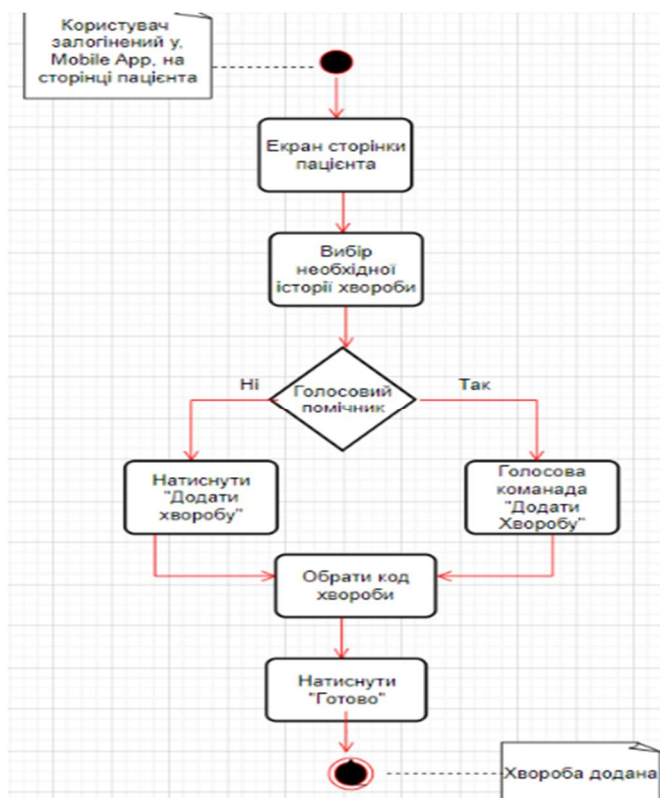 Користувач
залогінений у,
Mobile App, на
сторінці пацієнта
Екран сторінки
пацієнта
Вибір
необхідної
історії хвороби
Голосовий
помічник
Ні
Так
Натиснути
"Додати
хворобу"
Голосова
команада
"Додати
Хворобу"
Обрати код
хвороби
Натиснути
"Готово"
Хвороба додана